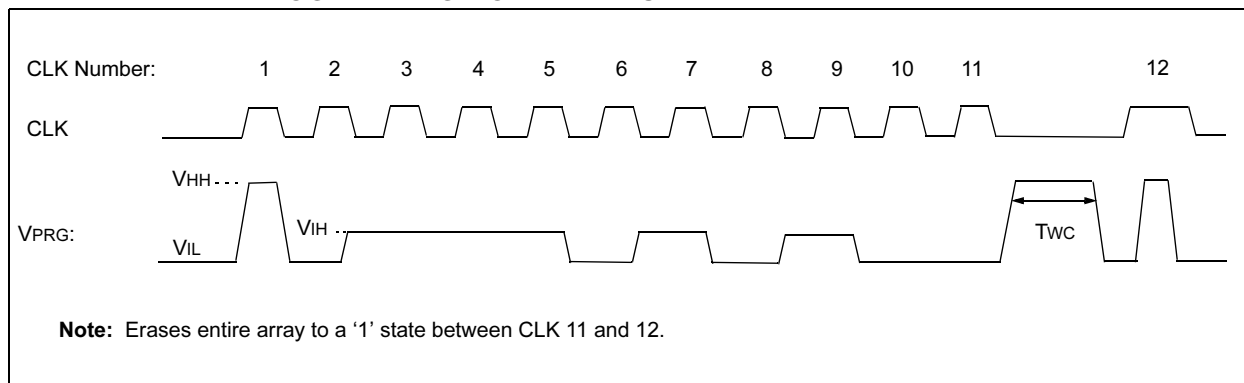 CLK Number: 1 2 3 4 5 6 7 8 9 10 11 12
CLK
VHH
VIH
VPRG:
TWC
VIL
Note: Erases entire array to a ‘1’ state between CLK 11 and 12.